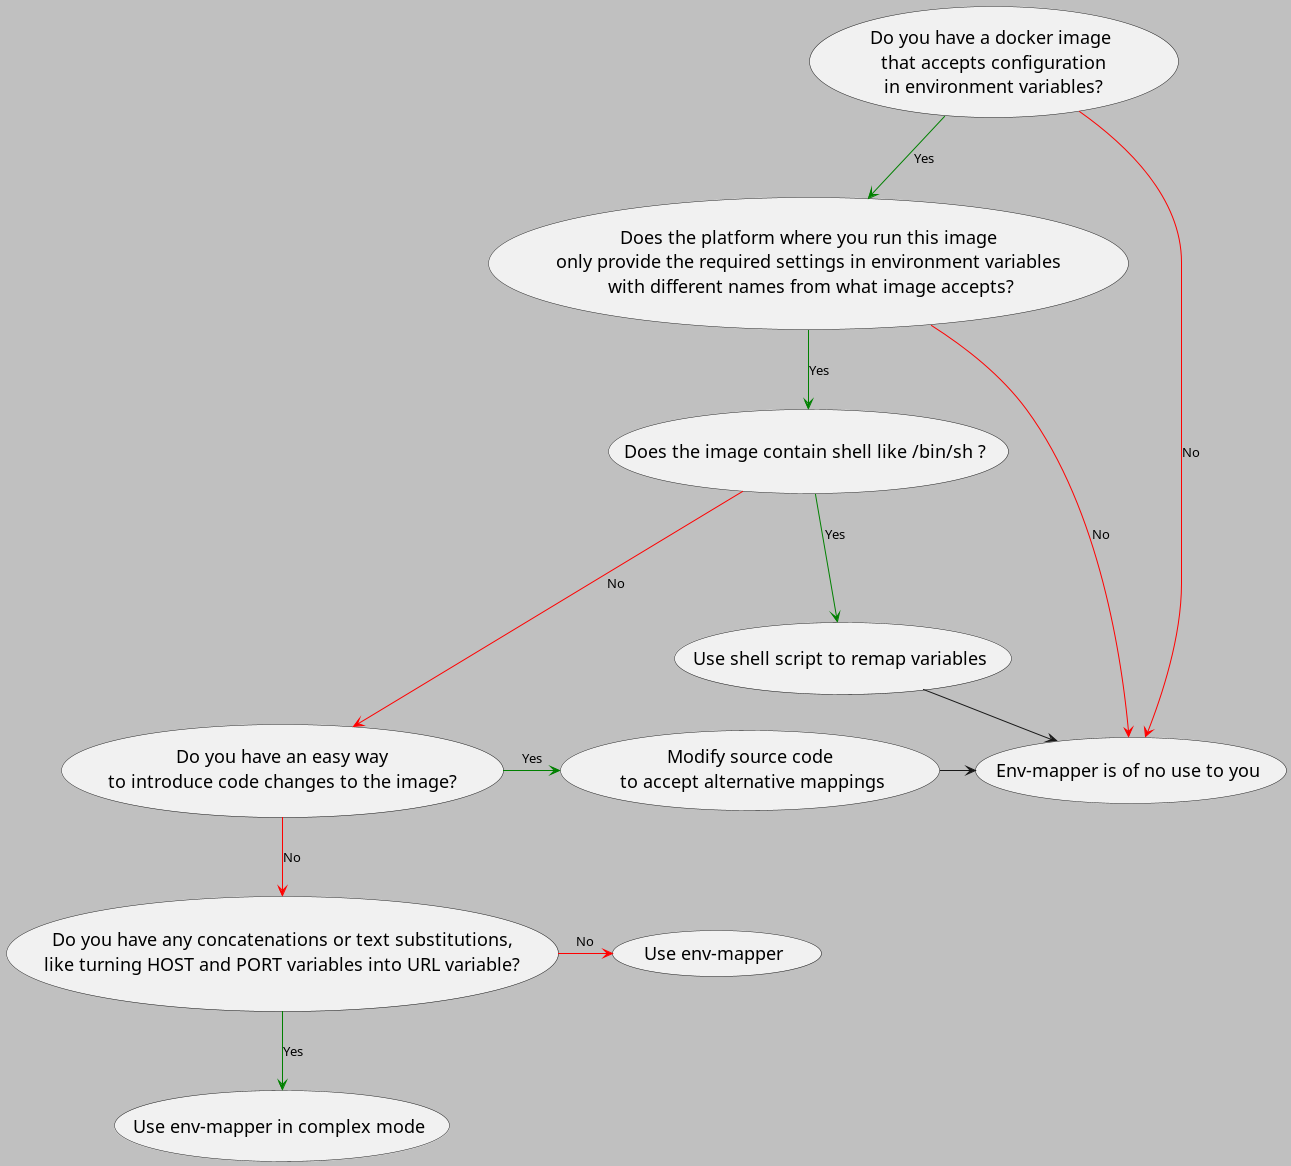 Do you have a docker image
that accepts configuration
in environment variables?
Yes
Does the platform where you run this image
only provide the required settings in environment variables
with different names from what image accepts?
Yes
Does the image contain shell like /bin/sh ?
No
Yes
No
No
Use shell script to remap variables
Do you have an easy way
to introduce code changes to the image?
Yes
Modify source code
to accept alternative mappings
Env-mapper is of no use to you
No
Do you have any concatenations or text substitutions,
like turning HOST and PORT variables into URL variable?
No
Use env-mapper
Yes
Use env-mapper in complex mode